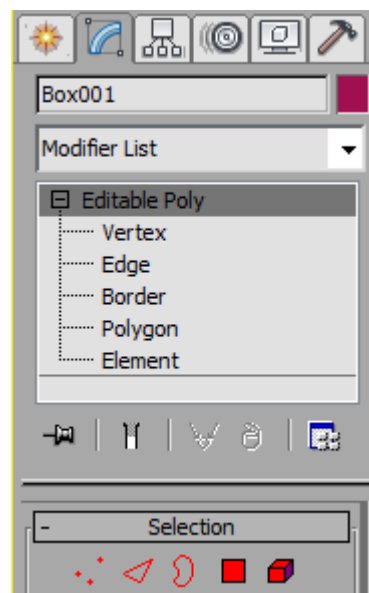 Box001
Modifier List
Editable Poly
Vertex
Edge
Border
Polygon
Element
- Selection